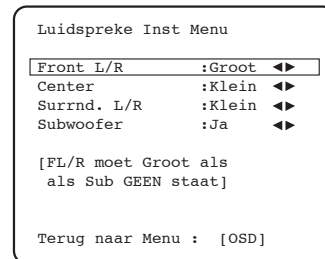 Luidspreke Inst Menu
Front L/R :Groot ◄►
Center :Klein ◄►
Surrnd. L/R :Klein ◄►
Subwoofer :Ja ◄►
[FL/R moet Groot als
als Sub GEEN staat]
Terug naar Menu : [OSD]